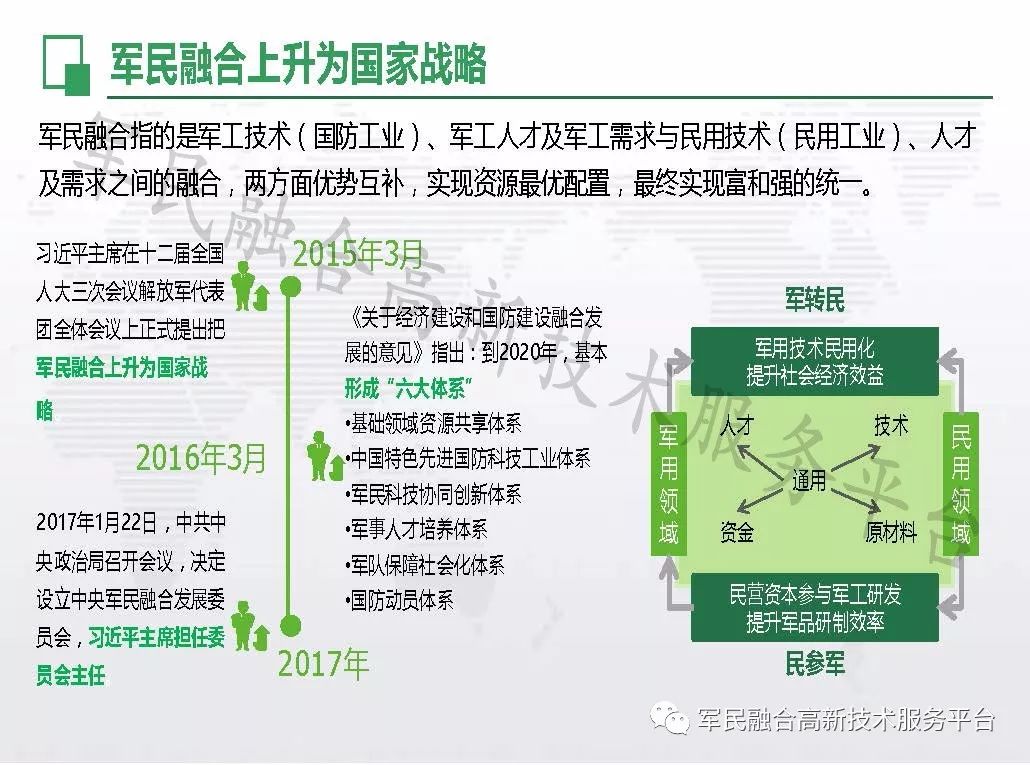 军民融合上升为国家战略
军民融合指的是军工技术（国防工业）、军工人才及军工需求与民用技术（民用工业）、人才
及需求之间的融合，两方面优势互补，实现资源最优配置，最终实现富和强的统一。
2015年3月
习近平主席在十二届全国
人大三次会议解放军代表
团全体会议上正式提出把
军民融合上升为国家战
略
2016年3月
《关于经济建设和国防建设融合发
展的意见》指出：到2020年，基本
形成“六大体系”
•基础领域资源共享体系
•中国特色先进国防科技工业体系
•军民科技协同创新体系
•军事人才培养体系
•军队保障社会化体系
•国防动员体系
2017年1月22日，中共中
央政治局召开会议，决定
设立中央军民融合发展委
员会，习近平主席担任委
员会主任
2017年
军转民
军用技术民用化
提升社会经济效益
军用领域
人才
技术
通用
资金
原材料
民用领域
民营资本参与军工研发
提升军品研制效率
民参军
军民融合高新技术服务平台
军民融合高新技术服务平台